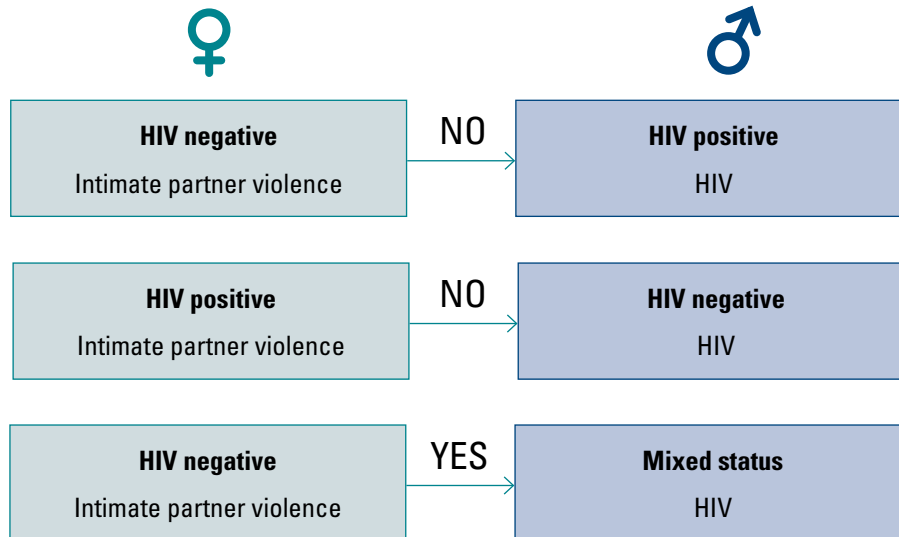 HIV negative
Intimate partner violence
NO
HIV positive
HIV
HIV positive
Intimate partner violence
NO
HIV negative
HIV
HIV negative
Intimate partner violence
YES
Mixed status
HIV